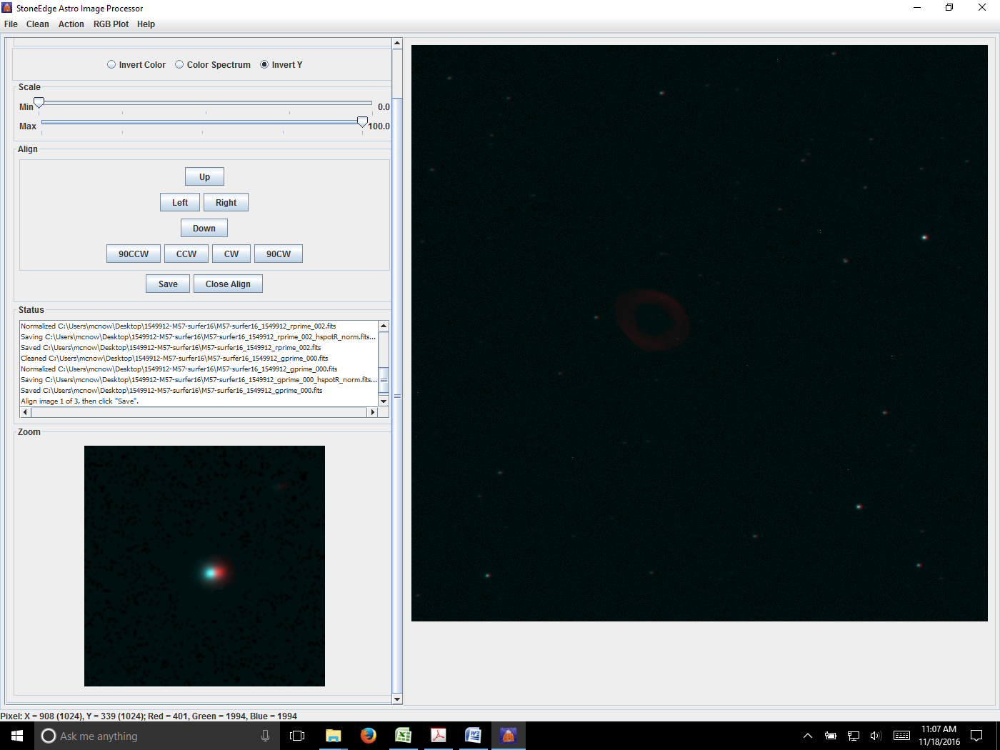 StoneEdge Astro Image Processor
File Clean Action RGB Plot Help
Invert Color Color Spectrum Invert Y
Scale
Min 0.0
Max 100.0
Align
Up
Left Right
Down
90CCW CCW CW 90CW
Save Close Align
Status
Normalized C:\Users\mcnow\Desktop\1549912-M57-surfer16\M57-surfer16_1549912_rprime_002.fits
Saving C:\Users\mcnow\Desktop\1549912-M57-surfer16\M57-surfer16_1549912_rprime_002_hspotR_norm.fits...
Saved C:\Users\mcnow\Desktop\1549912-M57-surfer16\M57-surfer16_1549912_rprime_002.fits
Cleaned C:\Users\mcnow\Desktop\1549912-M57-surfer16\M57-surfer16_1549912_gprime_000.fits
Normalized C:\Users\mcnow\Desktop\1549912-M57-surfer16\M57-surfer16_1549912_gprime_000.fits
Saving C:\Users\mcnow\Desktop\1549912-M57-surfer16\M57-surfer16_1549912_gprime_000_hspotR_norm.fits...
Saved C:\Users\mcnow\Desktop\1549912-M57-surfer16\M57-surfer16_1549912_gprime_000.fits
Align image 1 of 3, then click "Save".
Zoom
Pixel: X = 908 (1024), Y = 339 (1024); Red = 401, Green = 1994, Blue = 1994
Ask me anything
11:07 AM
11/18/2016